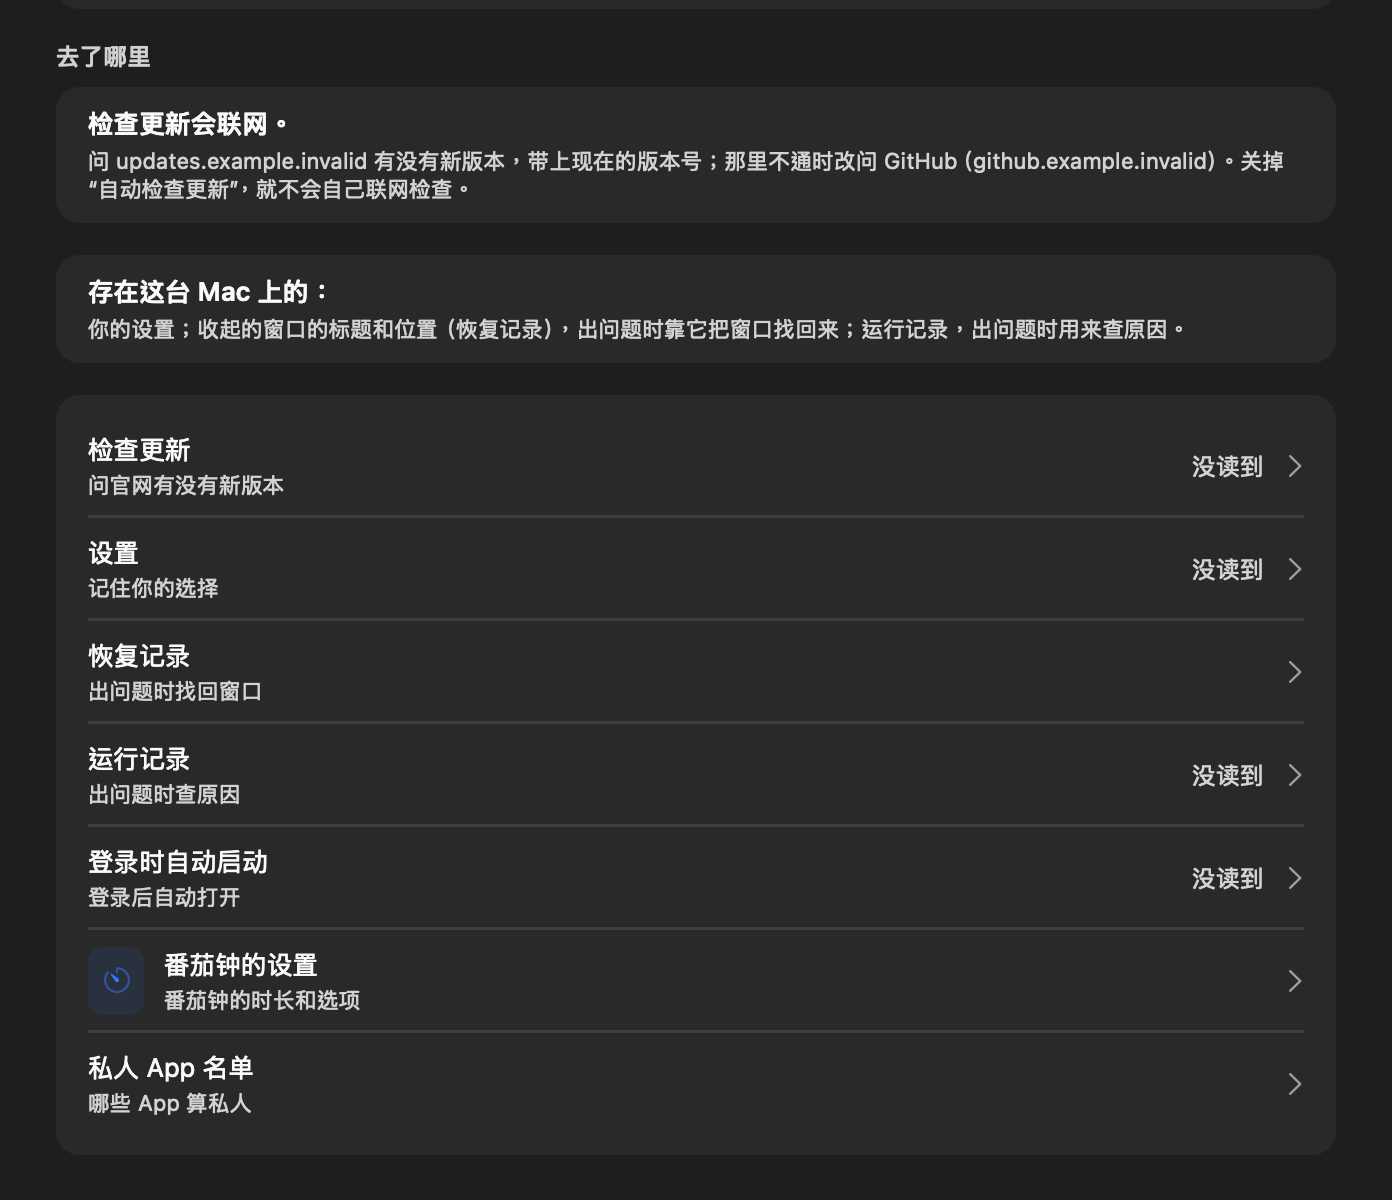 去了哪里
检查更新会联网。
问 updates.example.invalid 有没有新版本，带上现在的版本号；那里不通时改问 GitHub（github.example.invalid）。关掉
“自动检查更新”，就不会自己联网检查。
存在这台 Mac 上的：
你的设置；收起的窗口的标题和位置（恢复记录），出问题时靠它把窗口找回来；运行记录，出问题时用来查原因。
检查更新
问官网有没有新版本
没读到
设置
记住你的选择
没读到
恢复记录
出问题时找回窗口
运行记录
出问题时查原因
没读到
登录时自动启动
登录后自动打开
没读到
番茄钟的设置
番茄钟的时长和选项
私人 App 名单
哪些 App 算私人